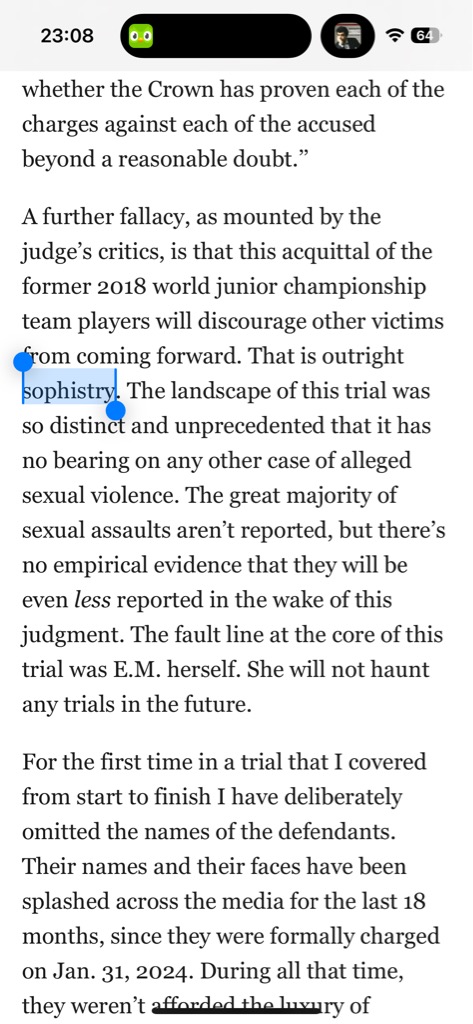 23:08
64
whether the Crown has proven each of the
charges against each of the accused
beyond a reasonable doubt.”
A further fallacy, as mounted by the
judge’s critics, is that this acquittal of the
former 2018 world junior championship
team players will discourage other victims
from coming forward. That is outright
sophistry. The landscape of this trial was
so distinct and unprecedented that it has
no bearing on any other case of alleged
sexual violence. The great majority of
sexual assaults aren’t reported, but there’s
no empirical evidence that they will be
even less reported in the wake of this
judgment. The fault line at the core of this
trial was E.M. herself. She will not haunt
any trials in the future.
For the first time in a trial that I covered
from start to finish I have deliberately
omitted the names of the defendants.
Their names and their faces have been
splashed across the media for the last 18
months, since they were formally charged
on Jan. 31, 2024. During all that time,
they weren’t afforded the luxury of